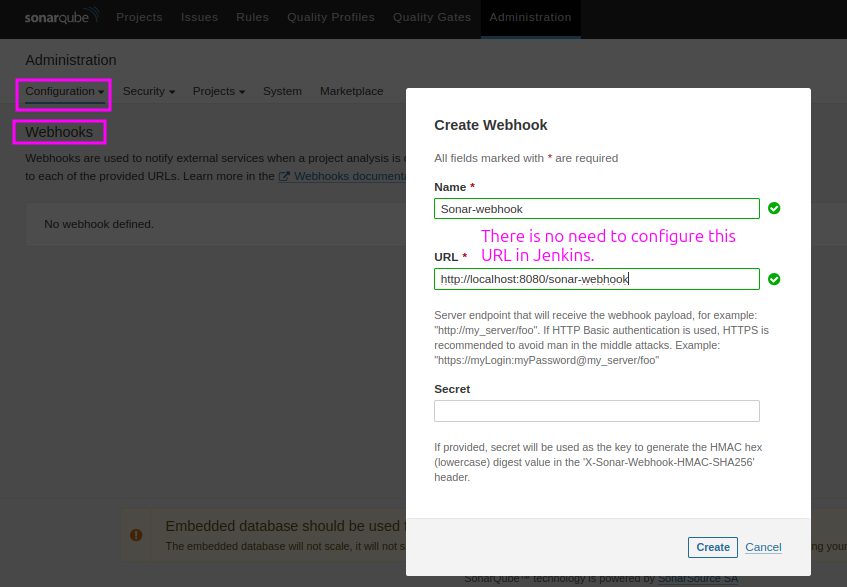 sonarqube Projects Issues Rules Quality Profiles Quality Gates Administration
Administration
Configuration Security Projects System Marketplace
Webhooks
Webhooks are used to notify external services when a project analysis is
to each of the provided URLs. Learn more in the Webhooks documenta
No webhook defined.
Create Webhook
All fields marked with * are required
Name *
Sonar-webhook
There is no need to configure this
URL in Jenkins.
URL *
http://localhost:8080/sonar-webhook
Server endpoint that will receive the webhook payload, for example:
"http://my_server/foo". If HTTP Basic authentication is used, HTTPS is
recommended to avoid man in the middle attacks. Example:
"https://myLogin:myPassword@my_server/foo"
Secret
If provided, secret will be used as the key to generate the HMAC hex
(lowercase) digest value in the 'X-Sonar-Webhook-HMAC-SHA256'
header.
Create Cancel
Embedded database should be used
The embedded database will not scale, it will not s
ng your
SonarQube™ technology is powered by SonarSource SA